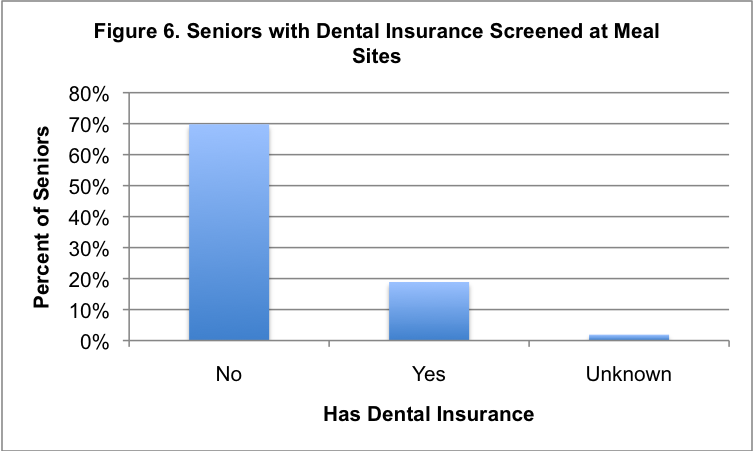 Figure 6. Seniors with Dental Insurance Screened at Meal
Sites
Percent of Seniors
80%
70%
60%
50%
40%
30%
20%
10%
0%
No
Yes
Unknown
Has Dental Insurance